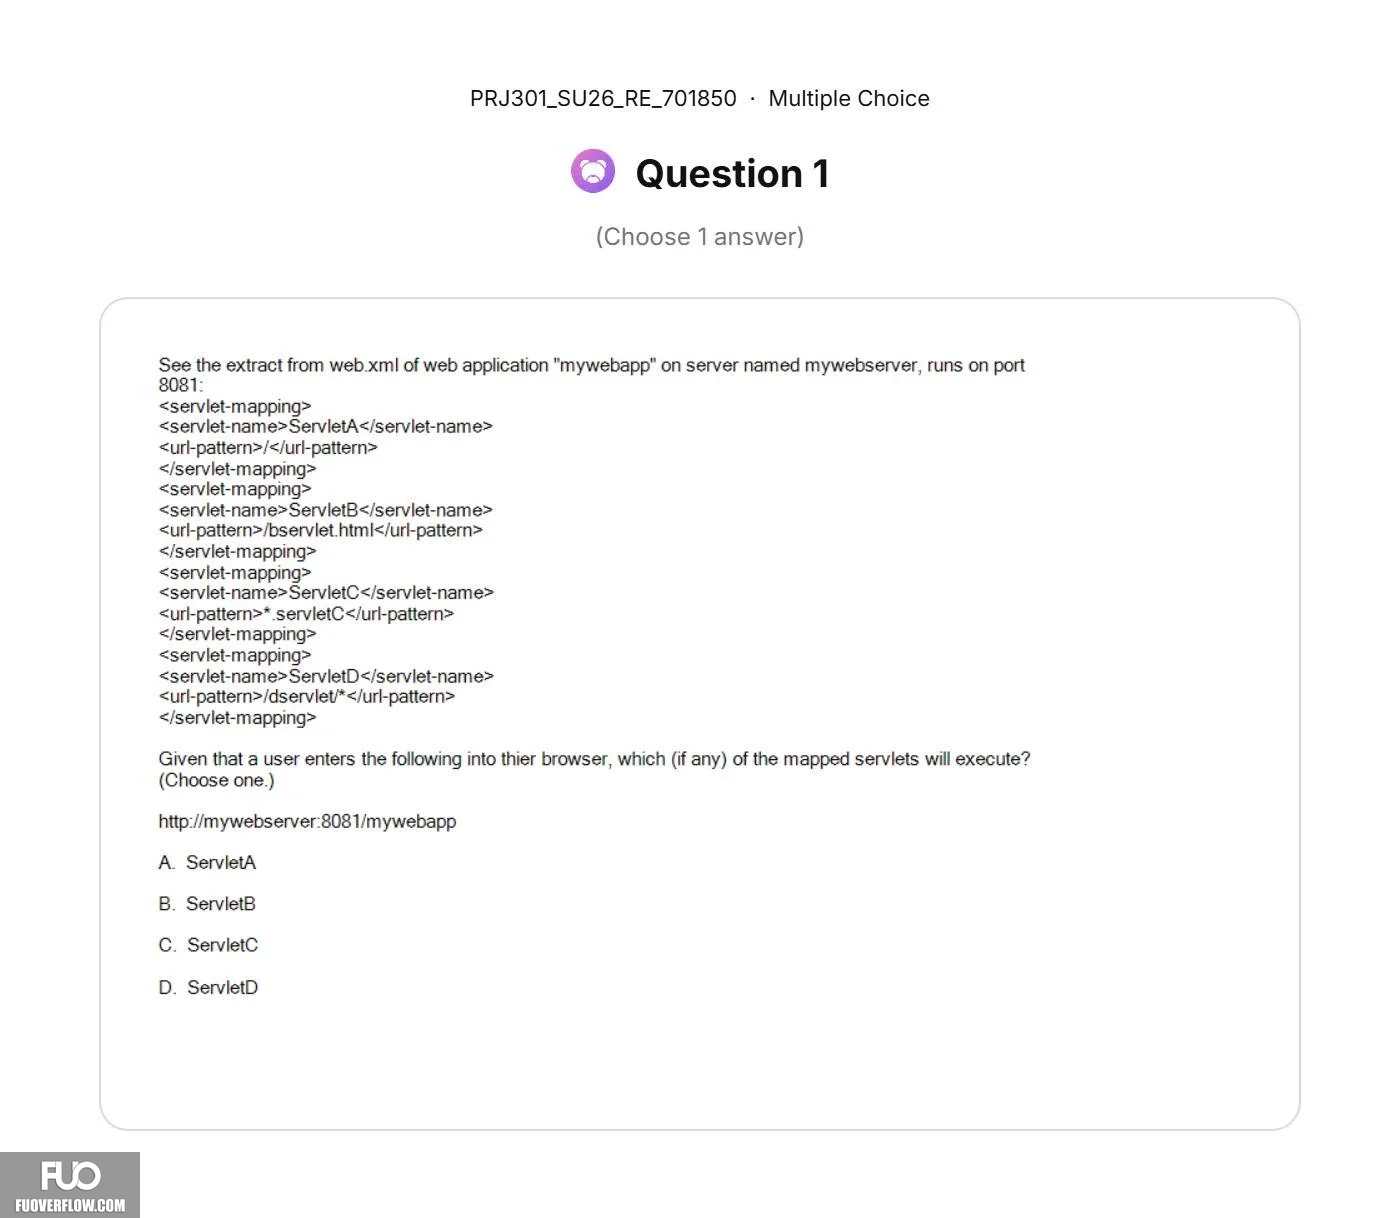 PRJ301_SU26_RE_701850 · Multiple Choice
Question 1
(Choose 1 answer)
See the extract from web.xml of web application "mywebapp" on server named mywebserver, runs on port
8081:
<servlet-mapping>
<servlet-name>ServletA</servlet-name>
<url-pattern>/</url-pattern>
</servlet-mapping>
<servlet-mapping>
<servlet-name>ServletB</servlet-name>
<url-pattern>/bservlet.html</url-pattern>
</servlet-mapping>
<servlet-mapping>
<servlet-name>ServletC</servlet-name>
<url-pattern>*.servletC</url-pattern>
</servlet-mapping>
<servlet-mapping>
<servlet-name>ServletD</servlet-name>
<url-pattern>/dservlet/*</url-pattern>
</servlet-mapping>
Given that a user enters the following into thier browser, which (if any) of the mapped servlets will execute?
(Choose one.)
http://mywebserver:8081/mywebapp
A. ServletA
B. ServletB
C. ServletC
D. ServletD
FUO
FUOVERFLOW.COM